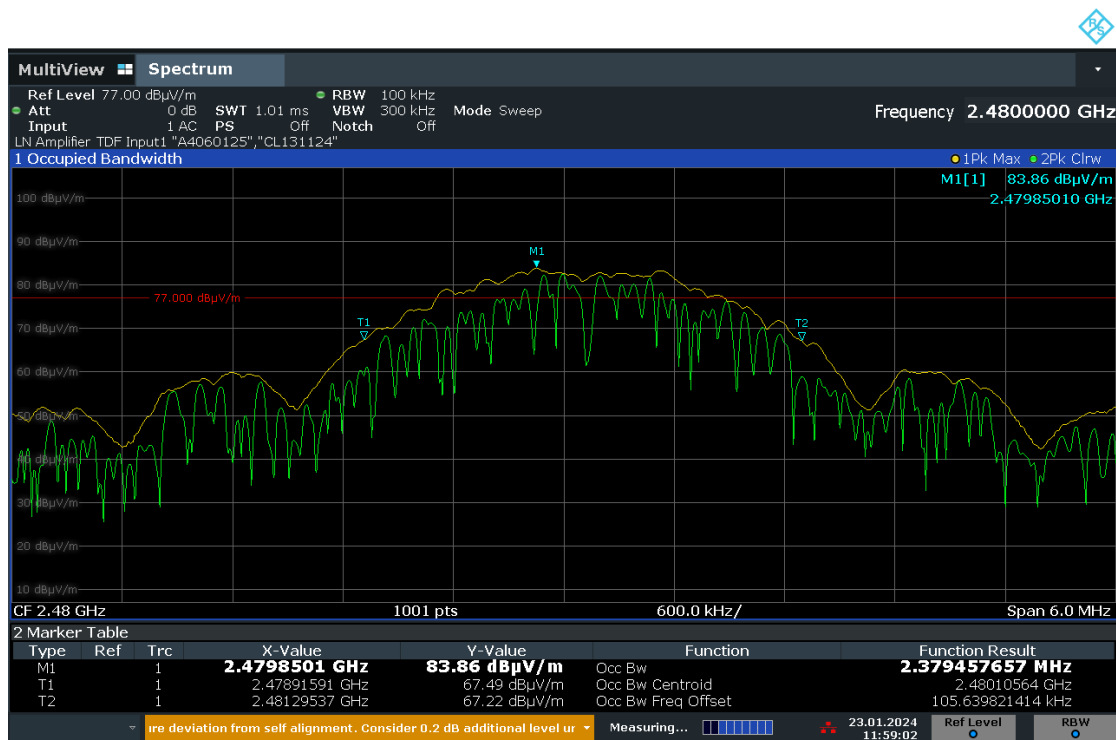 R&S
MultiView Spectrum
Ref Level 77.00 dBµV/m RBW 100 kHz
Att 0 dB SWT 1.01 ms VBW 300 kHz Mode Sweep Frequency 2.4800000 GHz
Input 1 AC PS Off Notch Off
LN Amplifier TDF Input1 "A4060125","CL131124"
1 Occupied Bandwidth 1Pk Max 2Pk Clrw
M1[1] 83.86 dBµV/m
2.47985010 GHz
100 dBµV/m
90 dBµV/m
M1
80 dBµV/m
77.000 dBµV/m
T1
T2
70 dBµV/m
60 dBµV/m
50 dBµV/m
40 dBµV/m
30 dBµV/m
20 dBµV/m
10 dBµV/m
CF 2.48 GHz 1001 pts 600.0 kHz/ Span 6.0 MHz
2 Marker Table
Type Ref Trc X-Value Y-Value Function Function Result
M1 1 2.4798501 GHz 83.86 dBµV/m Occ Bw 2.379457657 MHz
T1 1 2.47891591 GHz 67.49 dBµV/m Occ Bw Centroid 2.48010564 GHz
T2 1 2.48129537 GHz 67.22 dBµV/m Occ Bw Freq Offset 105.639821414 kHz
ire deviation from self alignment. Consider 0.2 dB additional level ur Measuring... 23.01.2024 Ref Level RBW
11:59:02